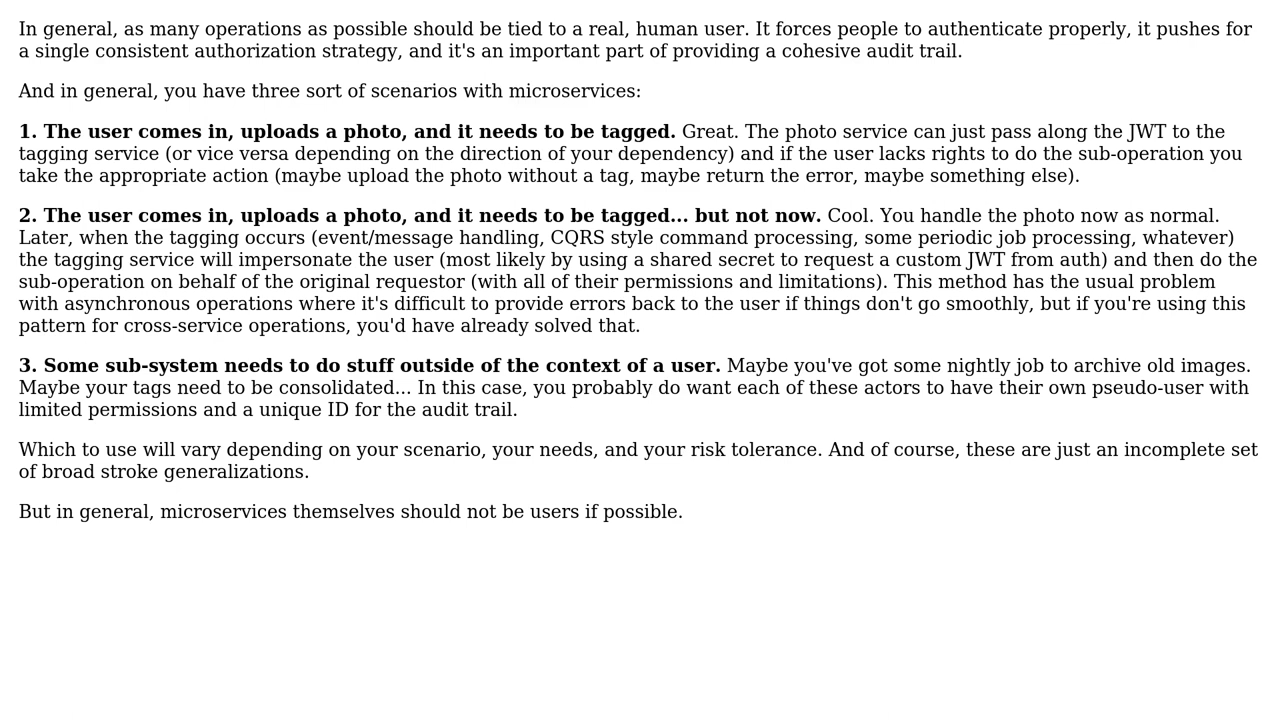 In general, as many operations as possible should be tied to a real, human user. It forces people to authenticate properly, it pushes for
a single consistent authorization strategy, and it's an important part of providing a cohesive audit trail.
And in general, you have three sort of scenarios with microservices:
1. The user comes in, uploads a photo, and it needs to be tagged. Great. The photo service can just pass along the JWT to the
tagging service (or vice versa depending on the direction of your dependency) and if the user lacks rights to do the sub-operation you
take the appropriate action (maybe upload the photo without a tag, maybe return the error, maybe something else).
2. The user comes in, uploads a photo, and it needs to be tagged... but not now. Cool. You handle the photo now as normal.
Later, when the tagging occurs (event/message handling, CQRS style command processing, some periodic job processing, whatever)
the tagging service will impersonate the user (most likely by using a shared secret to request a custom JWT from auth) and then do the
sub-operation on behalf of the original requestor (with all of their permissions and limitations). This method has the usual problem
with asynchronous operations where it's difficult to provide errors back to the user if things don't go smoothly, but if you're using this
pattern for cross-service operations, you'd have already solved that.
3. Some sub-system needs to do stuff outside of the context of a user. Maybe you've got some nightly job to archive old images.
Maybe your tags need to be consolidated... In this case, you probably do want each of these actors to have their own pseudo-user with
limited permissions and a unique ID for the audit trail.
Which to use will vary depending on your scenario, your needs, and your risk tolerance. And of course, these are just an incomplete set
of broad stroke generalizations.
But in general, microservices themselves should not be users if possible.